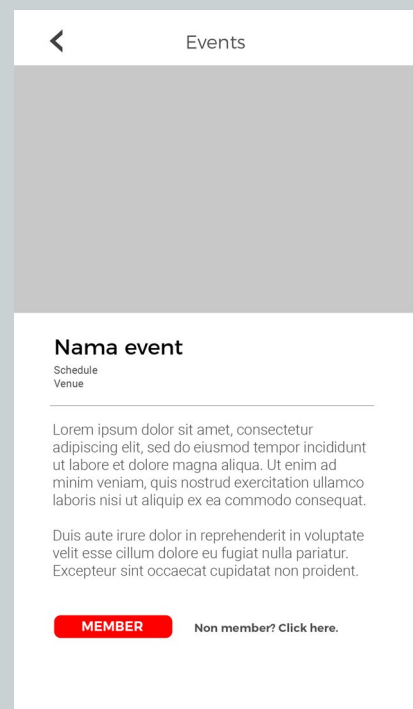 Events
Nama event
Schedule
Venue
Lorem ipsum dolor sit amet, consectetur
adipiscing elit, sed do eiusmod tempor incididunt
ut labore et dolore magna aliqua. Ut enim ad
minim veniam, quis nostrud exercitation ullamco
laboris nisi ut aliquip ex ea commodo consequat.
Duis aute irure dolor in reprehenderit in voluptate
velit esse cillum dolore eu fugiat nulla pariatur.
Excepteur sint occaecat cupidatat non proident.
MEMBER
Non member? Click here.